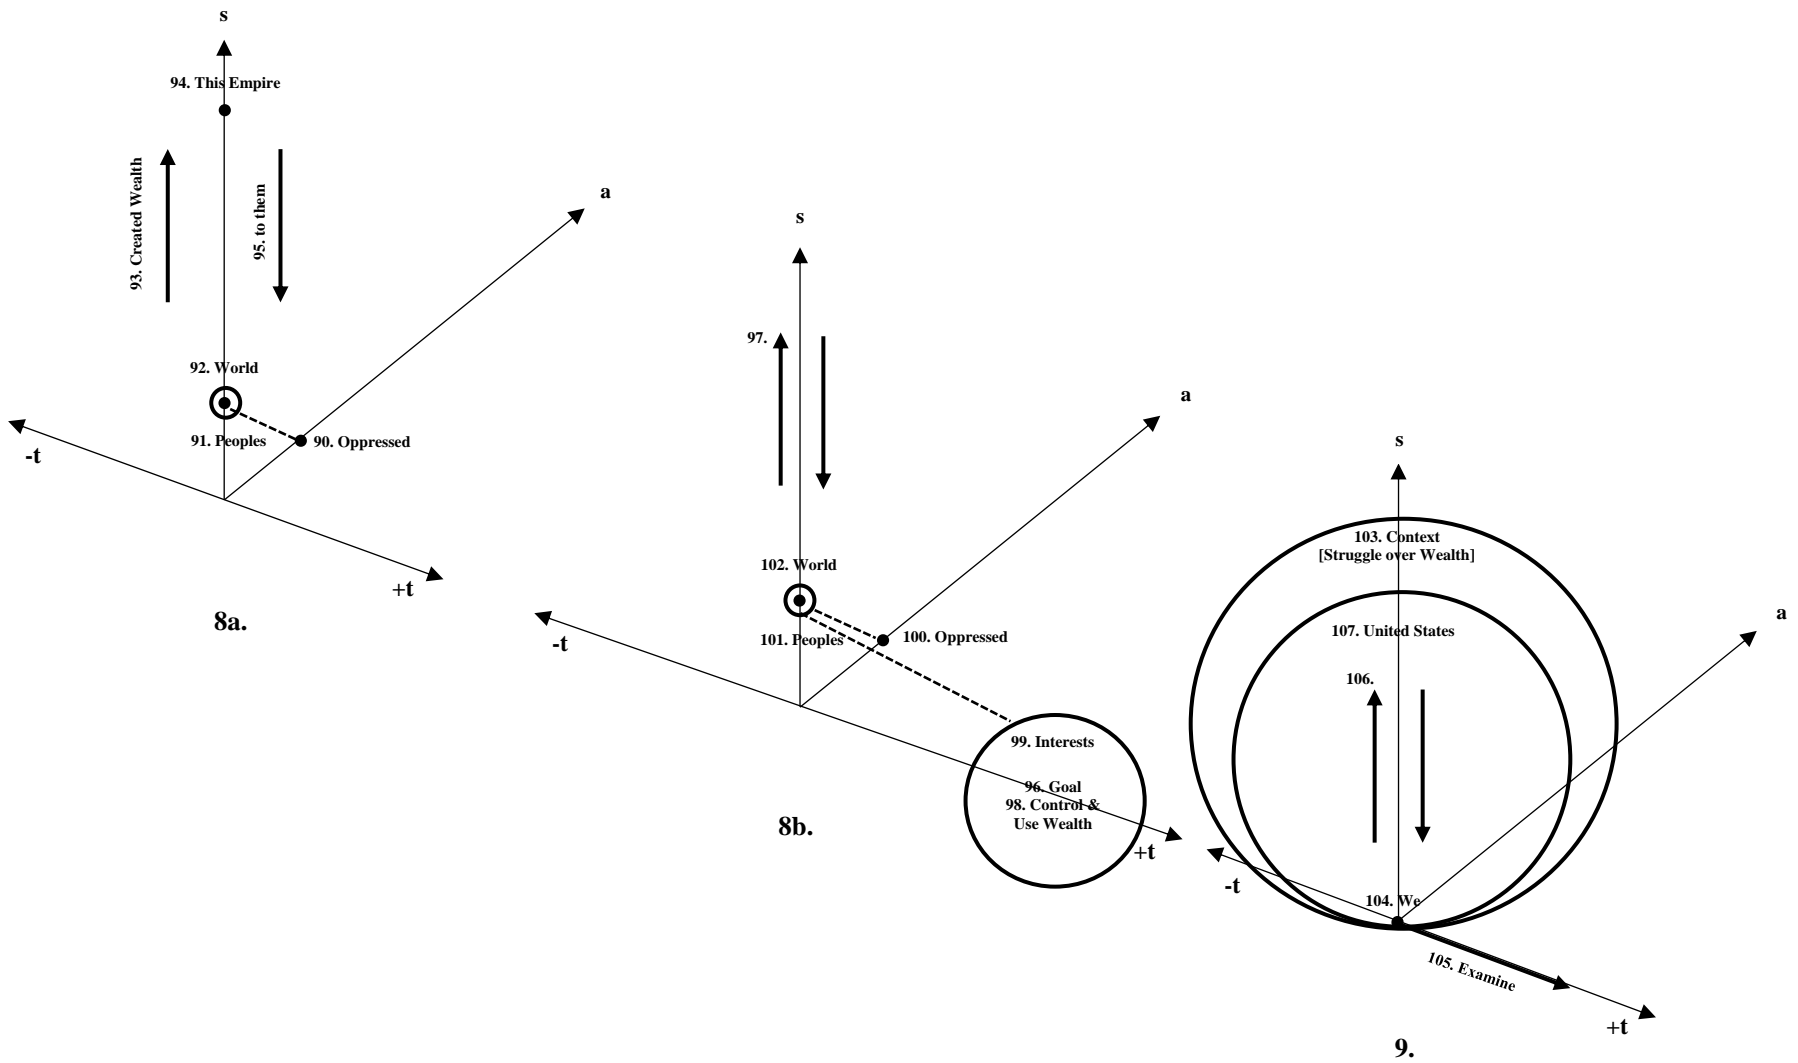 s
94. This Empire
93. Created Wealth
95. to them
a
92. World
91. Peoples
90. Oppressed
-t
+t
8a.
s
97.
a
102. World
101. Peoples
100. Oppressed
-t
99. Interests
96. Goal
98. Control &
Use Wealth
+t
8b.
s
103. Context
[Struggle over Wealth]
a
107. United States
106.
-t
104. We
105. Examine
+t
9.